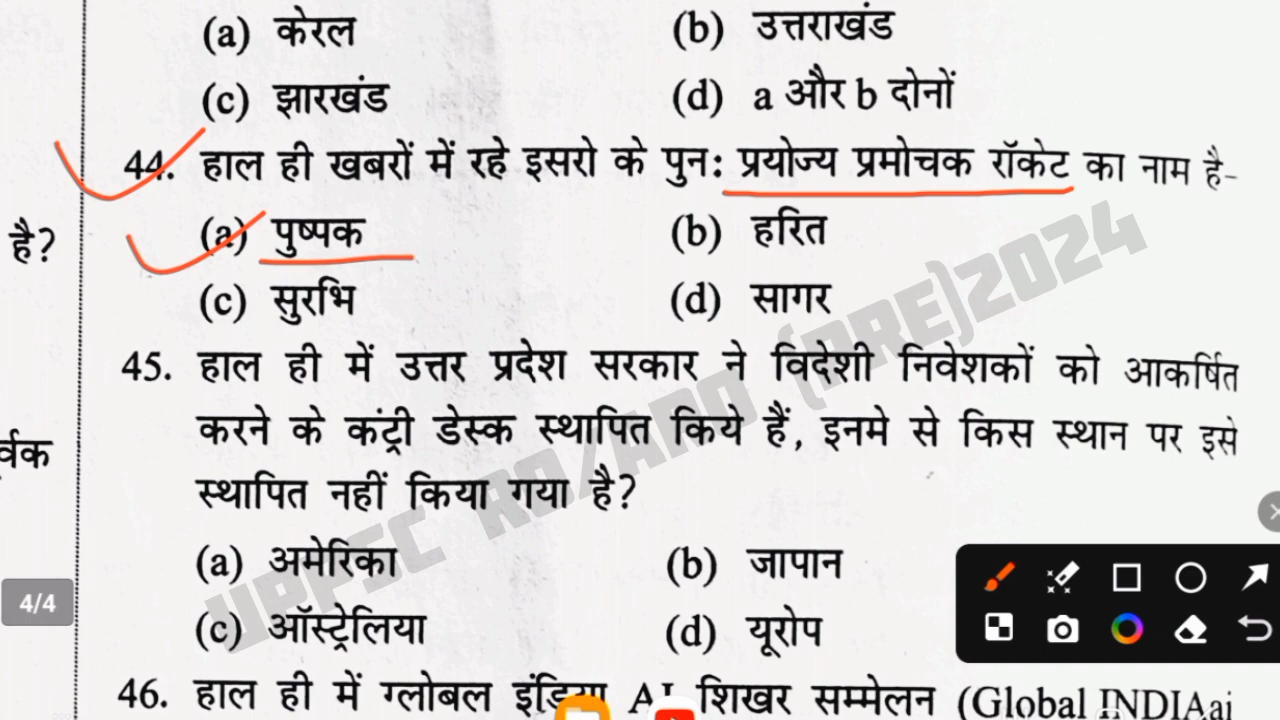 (a) केरल (b) उत्तराखंड
(c) झारखंड (d) a और b दोनों
44. हाल ही खबरों में रहे इसरो के पुन: प्रयोज्य प्रमोचक रॉकेट का नाम है-
है?
(a) पुष्पक (b) हरित
(c) सुरभि (d) सागर
45. हाल ही में उत्तर प्रदेश सरकार ने विदेशी निवेशकों को आकर्षित
करने के कंट्री डेस्क स्थापित किये हैं, इनमे से किस स्थान पर इसे
र्वक
स्थापित नहीं किया गया है?
(a) अमेरिका (b) जापान
4/4
(c) ऑस्ट्रेलिया (d) यूरोप
46. हाल ही में ग्लोबल इंडिया AI शिखर सम्मेलन (Global INDIAai
UPPSC RO/ARO (PRE)2024